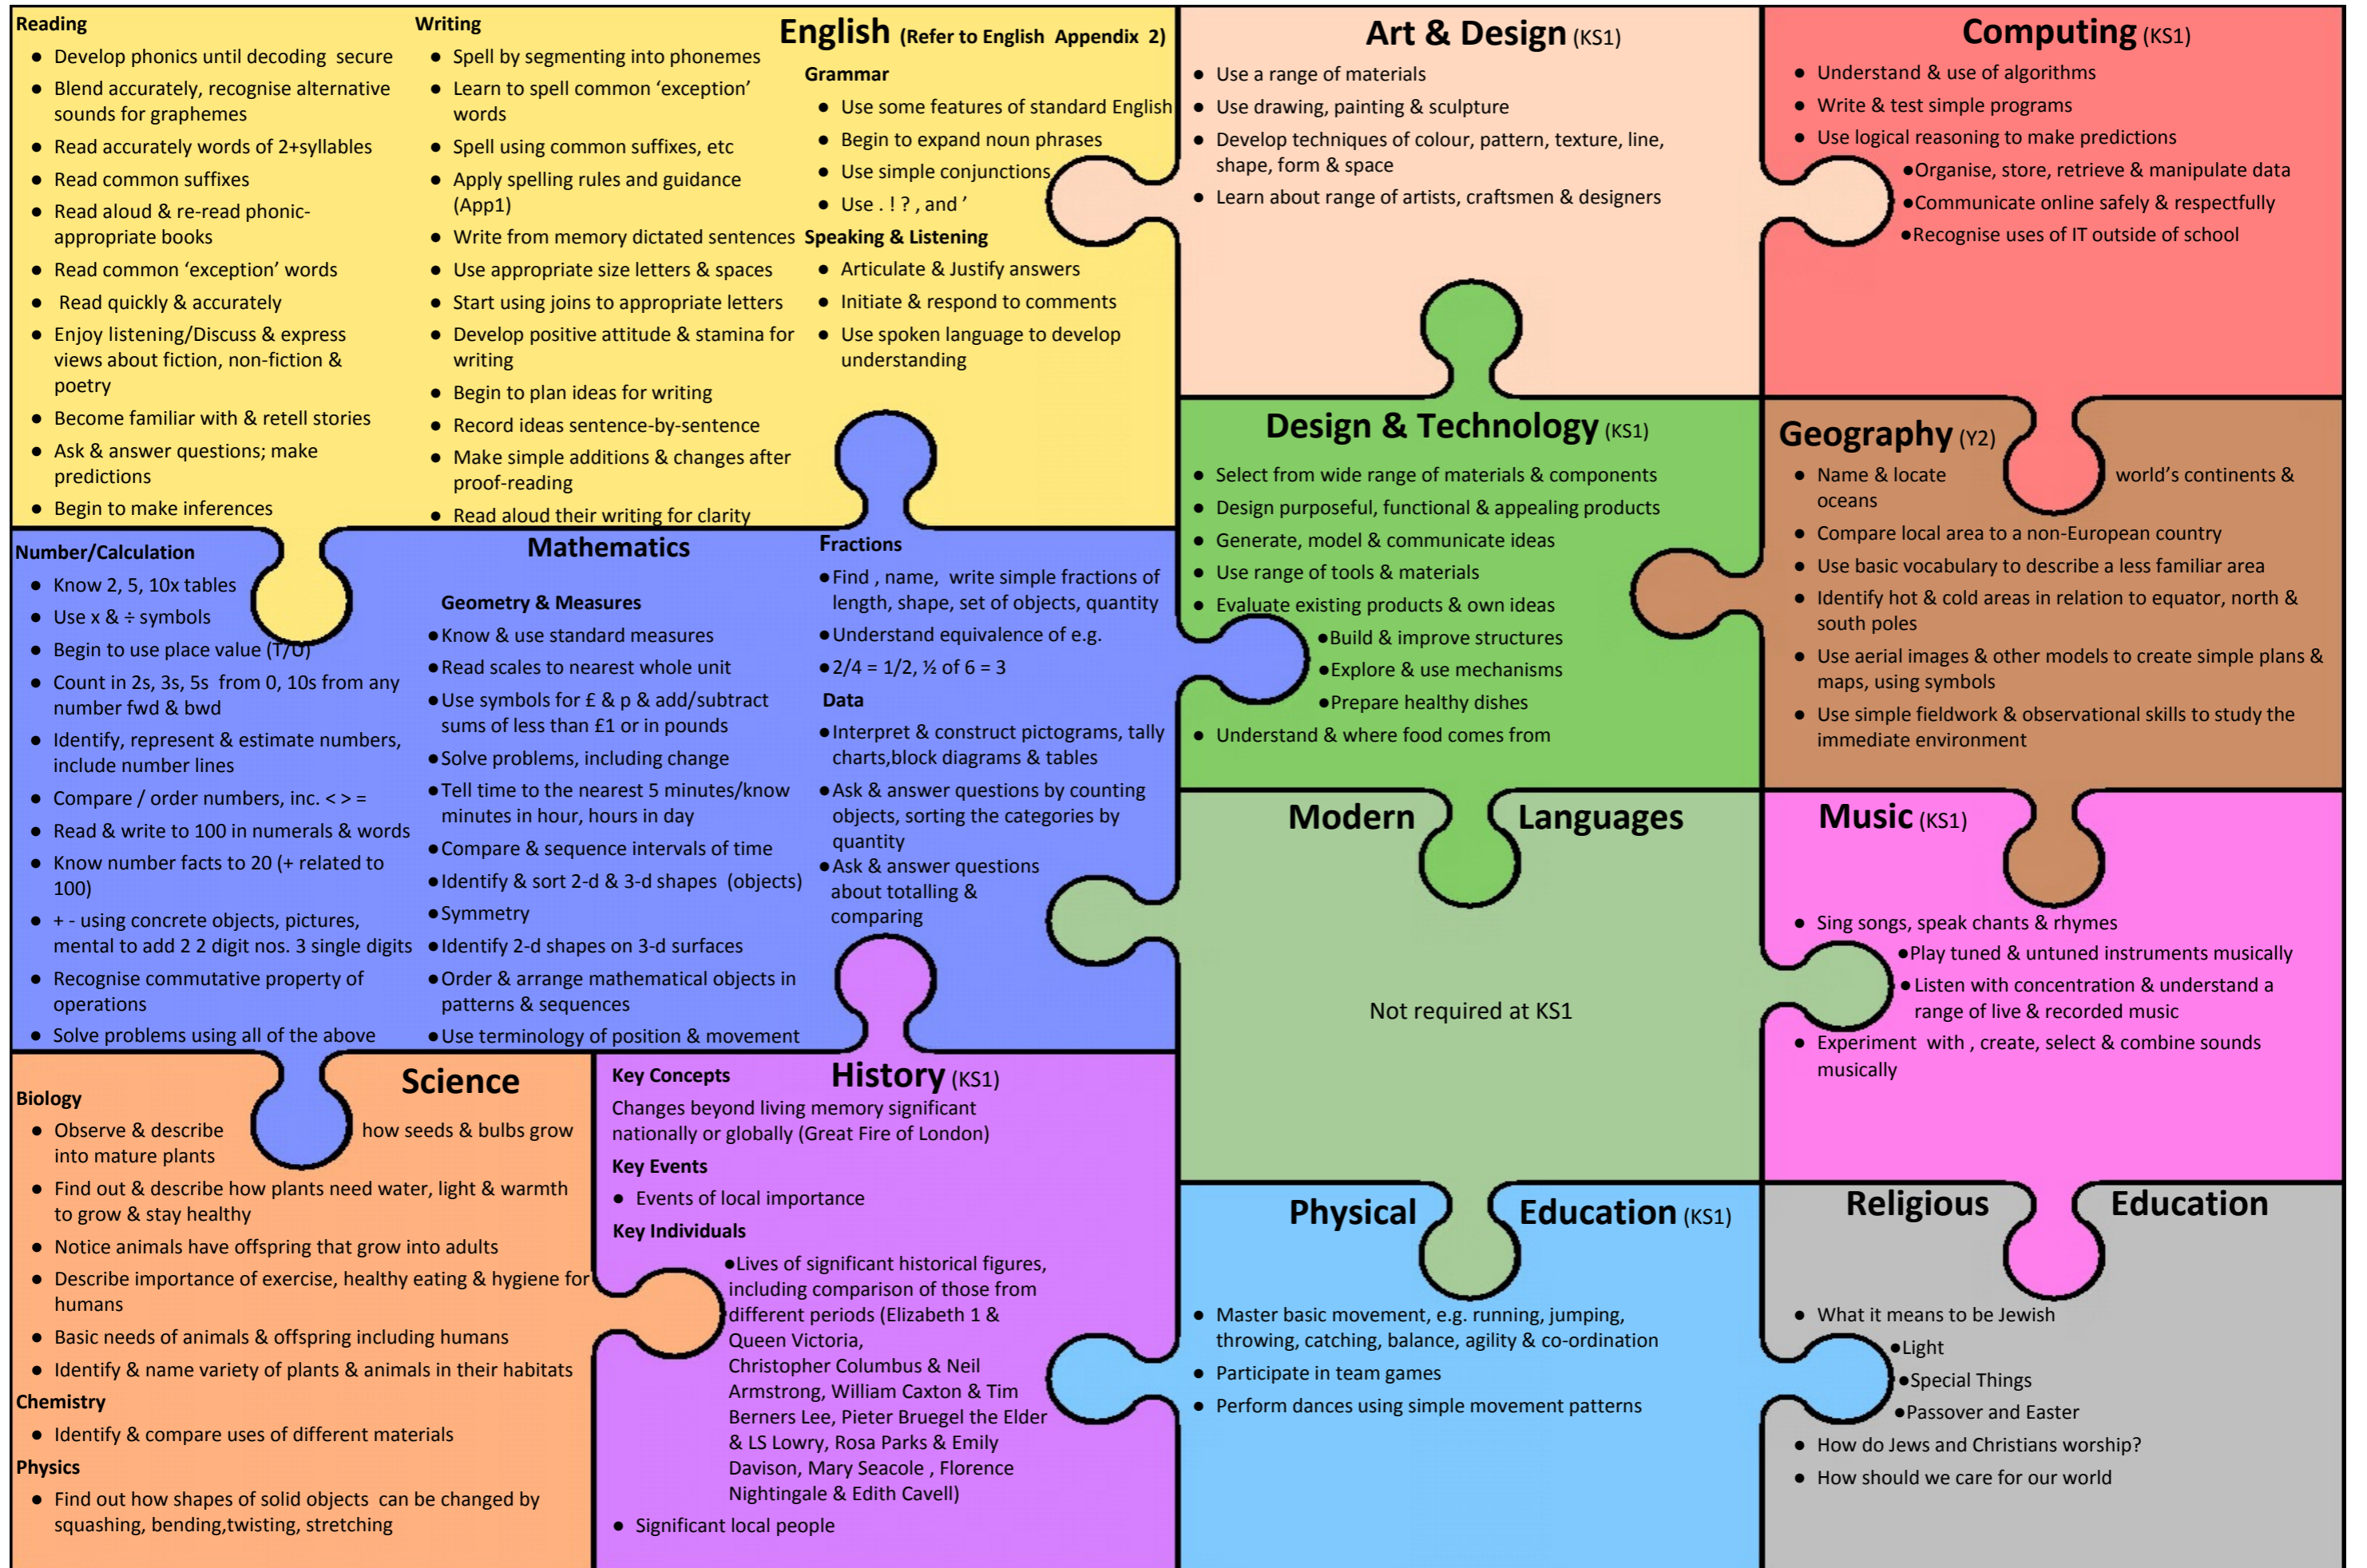 Reading
● Develop phonics until decoding secure
● Blend accurately, recognise alternative
sounds for graphemes
● Read accurately words of 2+syllables
● Read common suffixes
● Read aloud & re-read phonic-
appropriate books
● Read common ‘exception’ words
● Read quickly & accurately
● Enjoy listening/Discuss & express
views about fiction, non-fiction &
poetry
● Become familiar with & retell stories
● Ask & answer questions; make
predictions
● Begin to make inferences
Writing
● Spell by segmenting into phonemes
● Learn to spell common ‘exception’
words
● Spell using common suffixes, etc
● Apply spelling rules and guidance
(App1)
● Write from memory dictated sentences
● Use appropriate size letters & spaces
● Start using joins to appropriate letters
● Develop positive attitude & stamina for
writing
● Begin to plan ideas for writing
● Record ideas sentence-by-sentence
● Make simple additions & changes after
proof-reading
● Read aloud their writing for clarity
English (Refer to English Appendix 2)
Grammar
● Use some features of standard English
● Begin to expand noun phrases
● Use simple conjunctions
● Use . ! ? , and ’
Speaking & Listening
● Articulate & Justify answers
● Initiate & respond to comments
● Use spoken language to develop
understanding
Art & Design (KS1)
● Use a range of materials
● Use drawing, painting & sculpture
● Develop techniques of colour, pattern, texture, line,
shape, form & space
● Learn about range of artists, craftsmen & designers
Computing (KS1)
● Understand & use of algorithms
● Write & test simple programs
● Use logical reasoning to make predictions
●Organise, store, retrieve & manipulate data
●Communicate online safely & respectfully
●Recognise uses of IT outside of school
Design & Technology (KS1)
● Select from wide range of materials & components
● Design purposeful, functional & appealing products
● Generate, model & communicate ideas
● Use range of tools & materials
● Evaluate existing products & own ideas
●Build & improve structures
●Explore & use mechanisms
●Prepare healthy dishes
● Understand & where food comes from
Geography (Y2)
● Name & locate world’s continents &
oceans
● Compare local area to a non-European country
● Use basic vocabulary to describe a less familiar area
● Identify hot & cold areas in relation to equator, north &
south poles
● Use aerial images & other models to create simple plans &
maps, using symbols
● Use simple fieldwork & observational skills to study the
immediate environment
Number/Calculation
● Know 2, 5, 10x tables
● Use x & ÷ symbols
● Begin to use place value (T/U)
● Count in 2s, 3s, 5s from 0, 10s from any
number fwd & bwd
● Identify, represent & estimate numbers,
include number lines
● Compare / order numbers, inc. < > =
● Read & write to 100 in numerals & words
● Know number facts to 20 (+ related to
100)
● + - using concrete objects, pictures,
mental to add 2 2 digit nos. 3 single digits
● Recognise commutative property of
operations
● Solve problems using all of the above
Mathematics
Geometry & Measures
●Know & use standard measures
●Read scales to nearest whole unit
●Use symbols for £ & p & add/subtract
sums of less than £1 or in pounds
●Solve problems, including change
●Tell time to the nearest 5 minutes/know
minutes in hour, hours in day
●Compare & sequence intervals of time
●Identify & sort 2-d & 3-d shapes (objects)
●Symmetry
●Identify 2-d shapes on 3-d surfaces
●Order & arrange mathematical objects in
patterns & sequences
●Use terminology of position & movement
Fractions
●Find , name, write simple fractions of
length, shape, set of objects, quantity
●Understand equivalence of e.g.
●2/4 = 1/2, ½ of 6 = 3
Data
●Interpret & construct pictograms, tally
charts,block diagrams & tables
●Ask & answer questions by counting
objects, sorting the categories by
quantity
●Ask & answer questions
about totalling &
comparing
Modern Languages
Not required at KS1
Music (KS1)
● Sing songs, speak chants & rhymes
●Play tuned & untuned instruments musically
●Listen with concentration & understand a
range of live & recorded music
● Experiment with , create, select & combine sounds
musically
Science
Biology
● Observe & describe how seeds & bulbs grow
into mature plants
● Find out & describe how plants need water, light & warmth
to grow & stay healthy
● Notice animals have offspring that grow into adults
● Describe importance of exercise, healthy eating & hygiene for
humans
● Basic needs of animals & offspring including humans
● Identify & name variety of plants & animals in their habitats
Chemistry
● Identify & compare uses of different materials
Physics
● Find out how shapes of solid objects can be changed by
squashing, bending,twisting, stretching
History (KS1)
Key Concepts
Changes beyond living memory significant
nationally or globally (Great Fire of London)
Key Events
● Events of local importance
Key Individuals
●Lives of significant historical figures,
including comparison of those from
different periods (Elizabeth 1 &
Queen Victoria,
Christopher Columbus & Neil
Armstrong, William Caxton & Tim
Berners Lee, Pieter Bruegel the Elder
& LS Lowry, Rosa Parks & Emily
Davison, Mary Seacole , Florence
Nightingale & Edith Cavell)
● Significant local people
Physical Education (KS1)
● Master basic movement, e.g. running, jumping,
throwing, catching, balance, agility & co-ordination
● Participate in team games
● Perform dances using simple movement patterns
Religious Education
● What it means to be Jewish
●Light
●Special Things
●Passover and Easter
● How do Jews and Christians worship?
● How should we care for our world